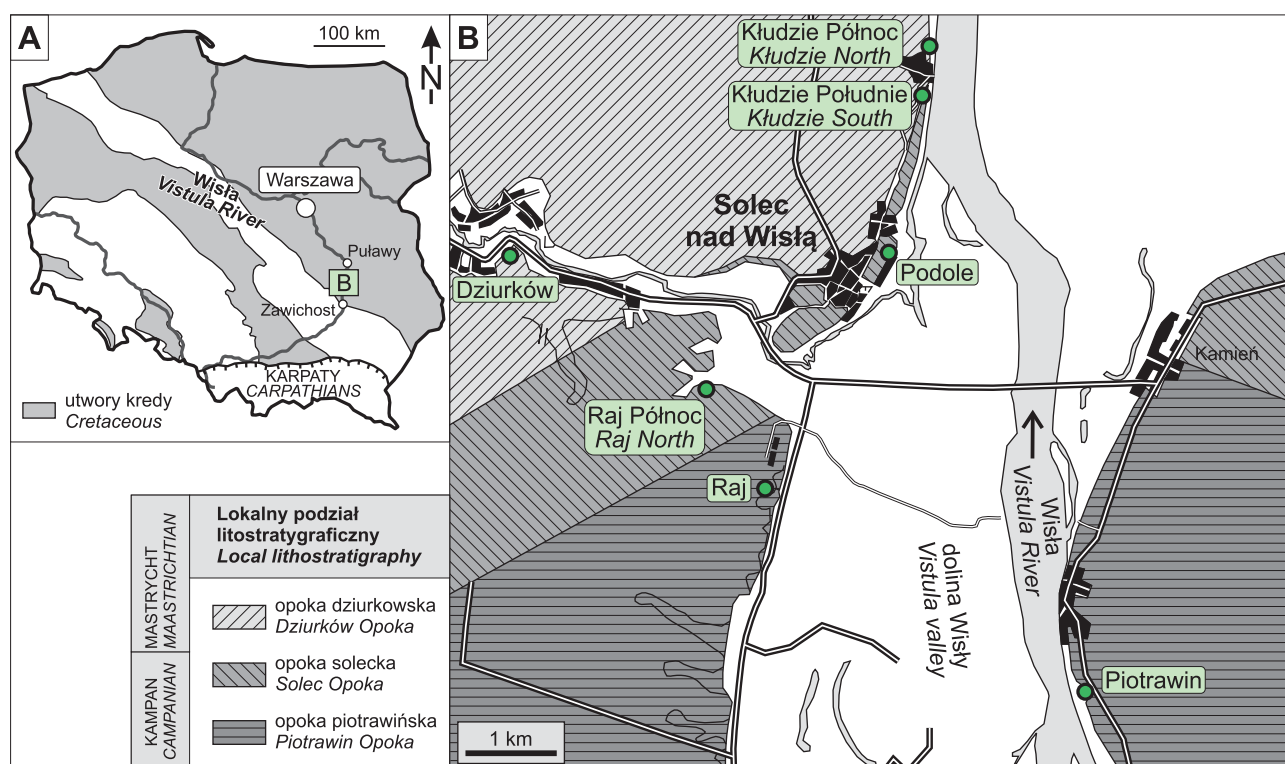 A
100 km
N
Wisła
Vistula River
Warszawa
Puławy
B
Zawichost
KARPATY
CARPATHIANS
utwory kredy
Cretaceous
MASTRYCHT
MAASTRICHTIAN
KAMPAN
CAMPANIAN
Lokalny podział
litostratygraficzny
Local lithostratigraphy
opoka dziurkowska
Dziurków Opoka
opoka solecka
Solec Opoka
opoka piotrawińska
Piotrawin Opoka
B
Kłudzie Północ
Kłudzie North
Kłudzie Południe
Kłudzie South
Solec
nad Wisłą
Podole
Dziurków
Kamień
Raj Północ
Raj North
Raj
Wisła
Vistula River
dolina Wisły
Vistula valley
Piotrawin
1 km